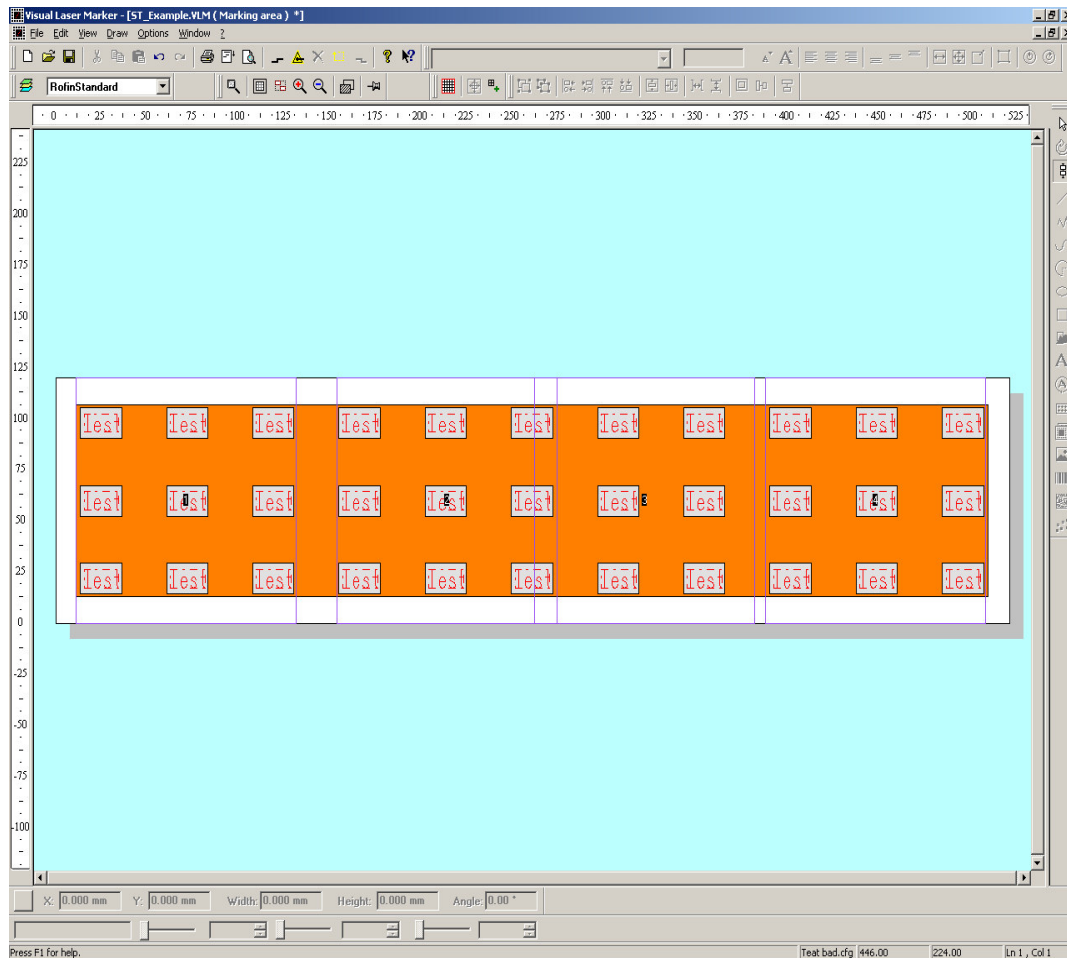 Visual Laser Marker - [ST_Example.VLM ( Marking area ) *]
File Edit View Draw Options Window ?
RofinStandard
0 25 50 75 100 125 150 175 200 225 250 275 300 325 350 375 400 425 450 475 500 525
225
200
175
150
125
100
75
50
25
0
-25
-50
-75
-100
Test Test Test Test Test Test Test Test Test Test Test
Test Test Test Test Test Test Test Test Test Test Test
1 2 3 4
Test Test Test Test Test Test Test Test Test Test Test
X: 0.000 mm Y: 0.000 mm Width: 0.000 mm Height: 0.000 mm Angle: 0.00 °
Press F1 for help. Teat bad.cfg 446.00 224.00 Ln 1 , Col 1